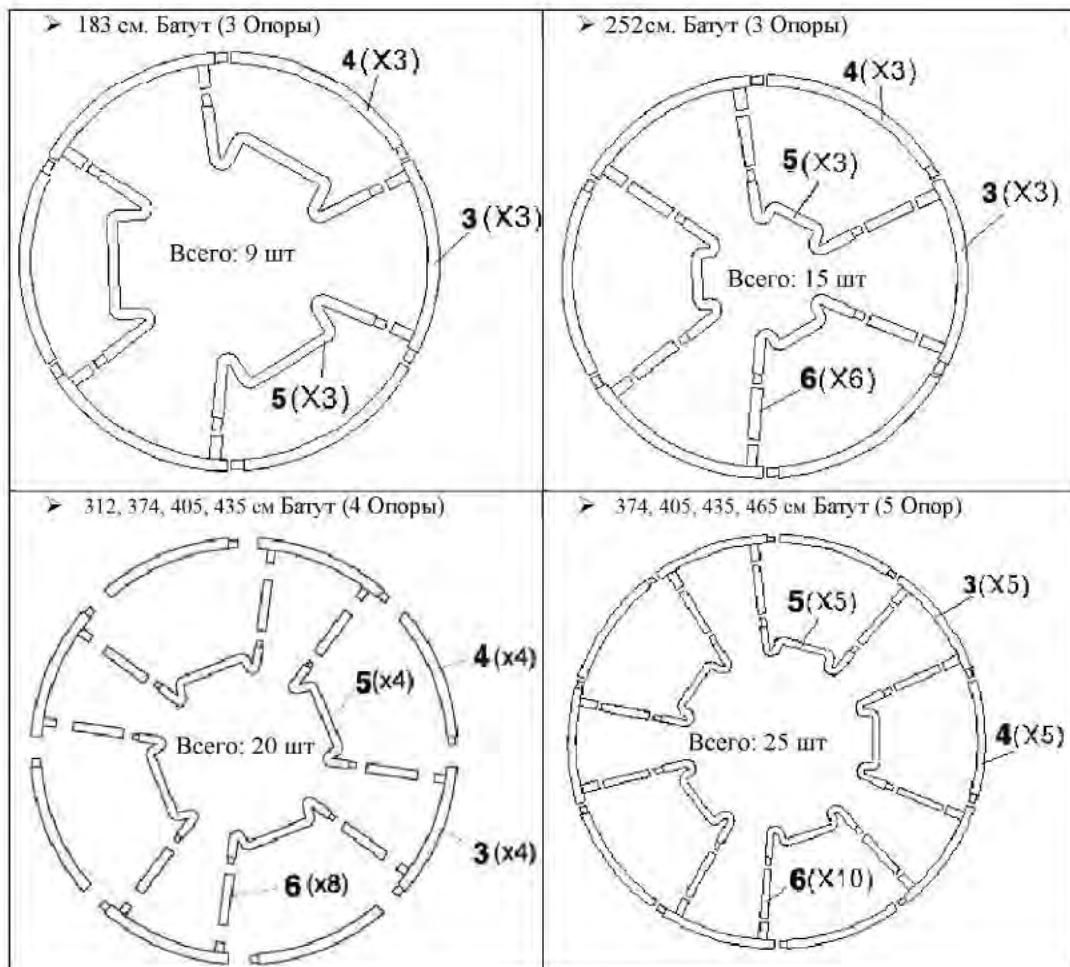 ➢ 183 см. Батут (3 Опоры)
4(X3)
3(X3)
Всего: 9 шт
5(X3)
➢ 252см. Батут (3 Опоры)
4(X3)
5(X3)
3(X3)
Всего: 15 шт
6(X6)
➢ 312, 374, 405, 435 см Батут (4 Опоры)
4(x4)
5(x4)
Всего: 20 шт
3(x4)
6(x8)
➢ 374, 405, 435, 465 см Батут (5 Опор)
3(X5)
5(X5)
Всего: 25 шт
4(X5)
6(X10)